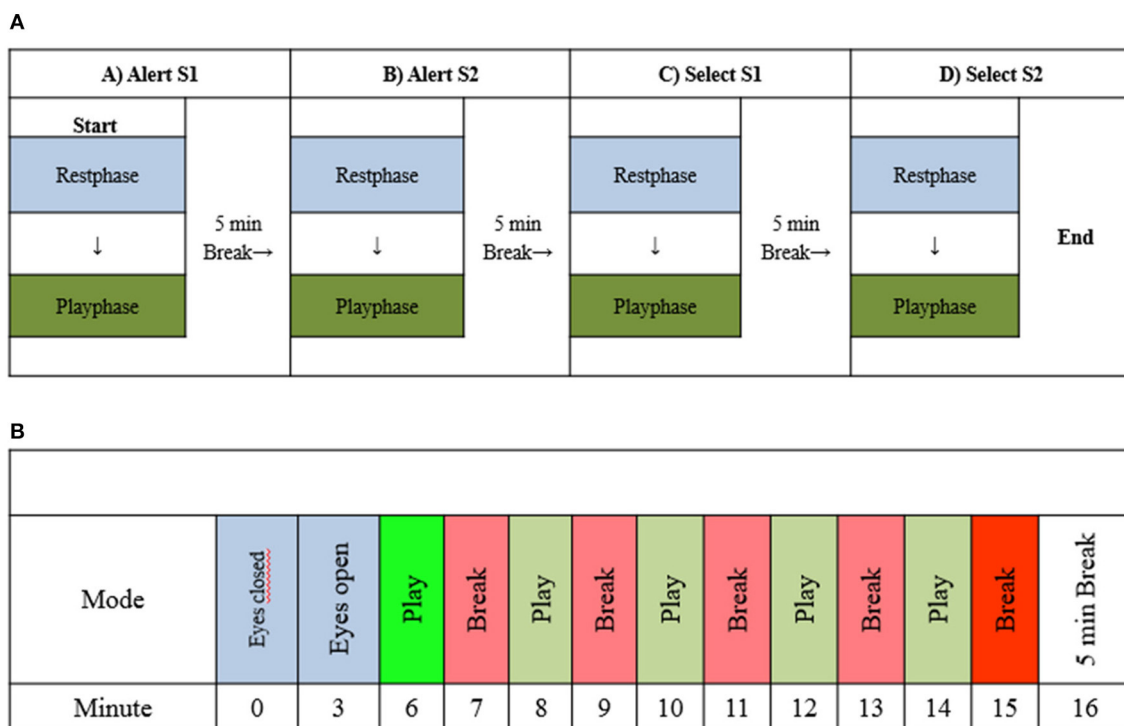 A
A) Alert S1 B) Alert S2 C) Select S1 D) Select S2
Start
Restphase Restphase Restphase Restphase
↓ 5 min Break→ ↓ 5 min Break→ ↓ 5 min Break→ ↓ End
Playphase Playphase Playphase Playphase
B
Mode Eyes closed Eyes open Play Break Play Break Play Break Play Break Play Break 5 min Break
Minute 0 3 6 7 8 9 10 11 12 13 14 15 16